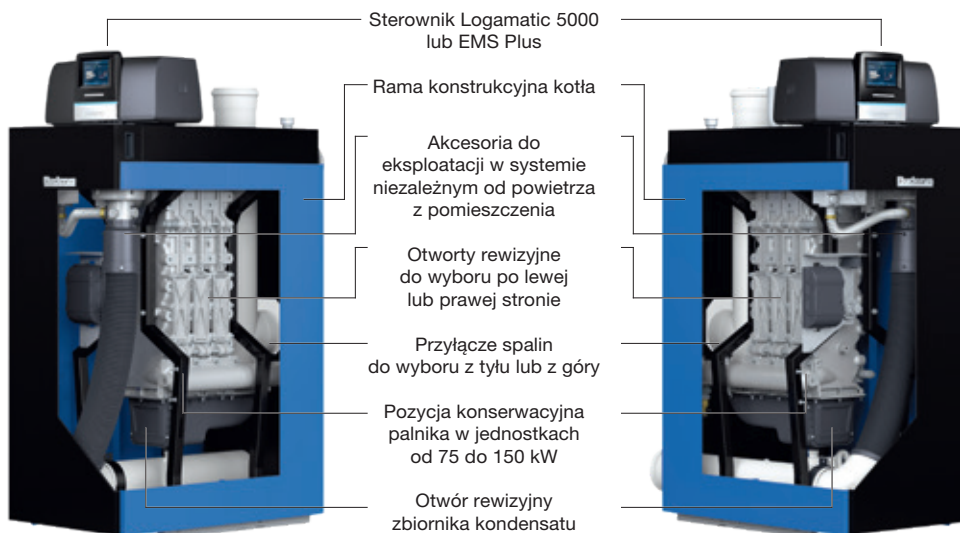 Sterownik Logamatic 5000
lub EMS Plus
Rama konstrukcyjna kotła
Akcesoria do
eksploatacji w systemie
niezależnym od powietrza
z pomieszczenia
Otworty rewizyjne
do wyboru po lewej
lub prawej stronie
Przyłącze spalin
do wyboru z tyłu lub z góry
Pozycja konserwacyjna
palnika w jednostkach
od 75 do 150 kW
Otwór rewizyjny
zbiornika kondensatu